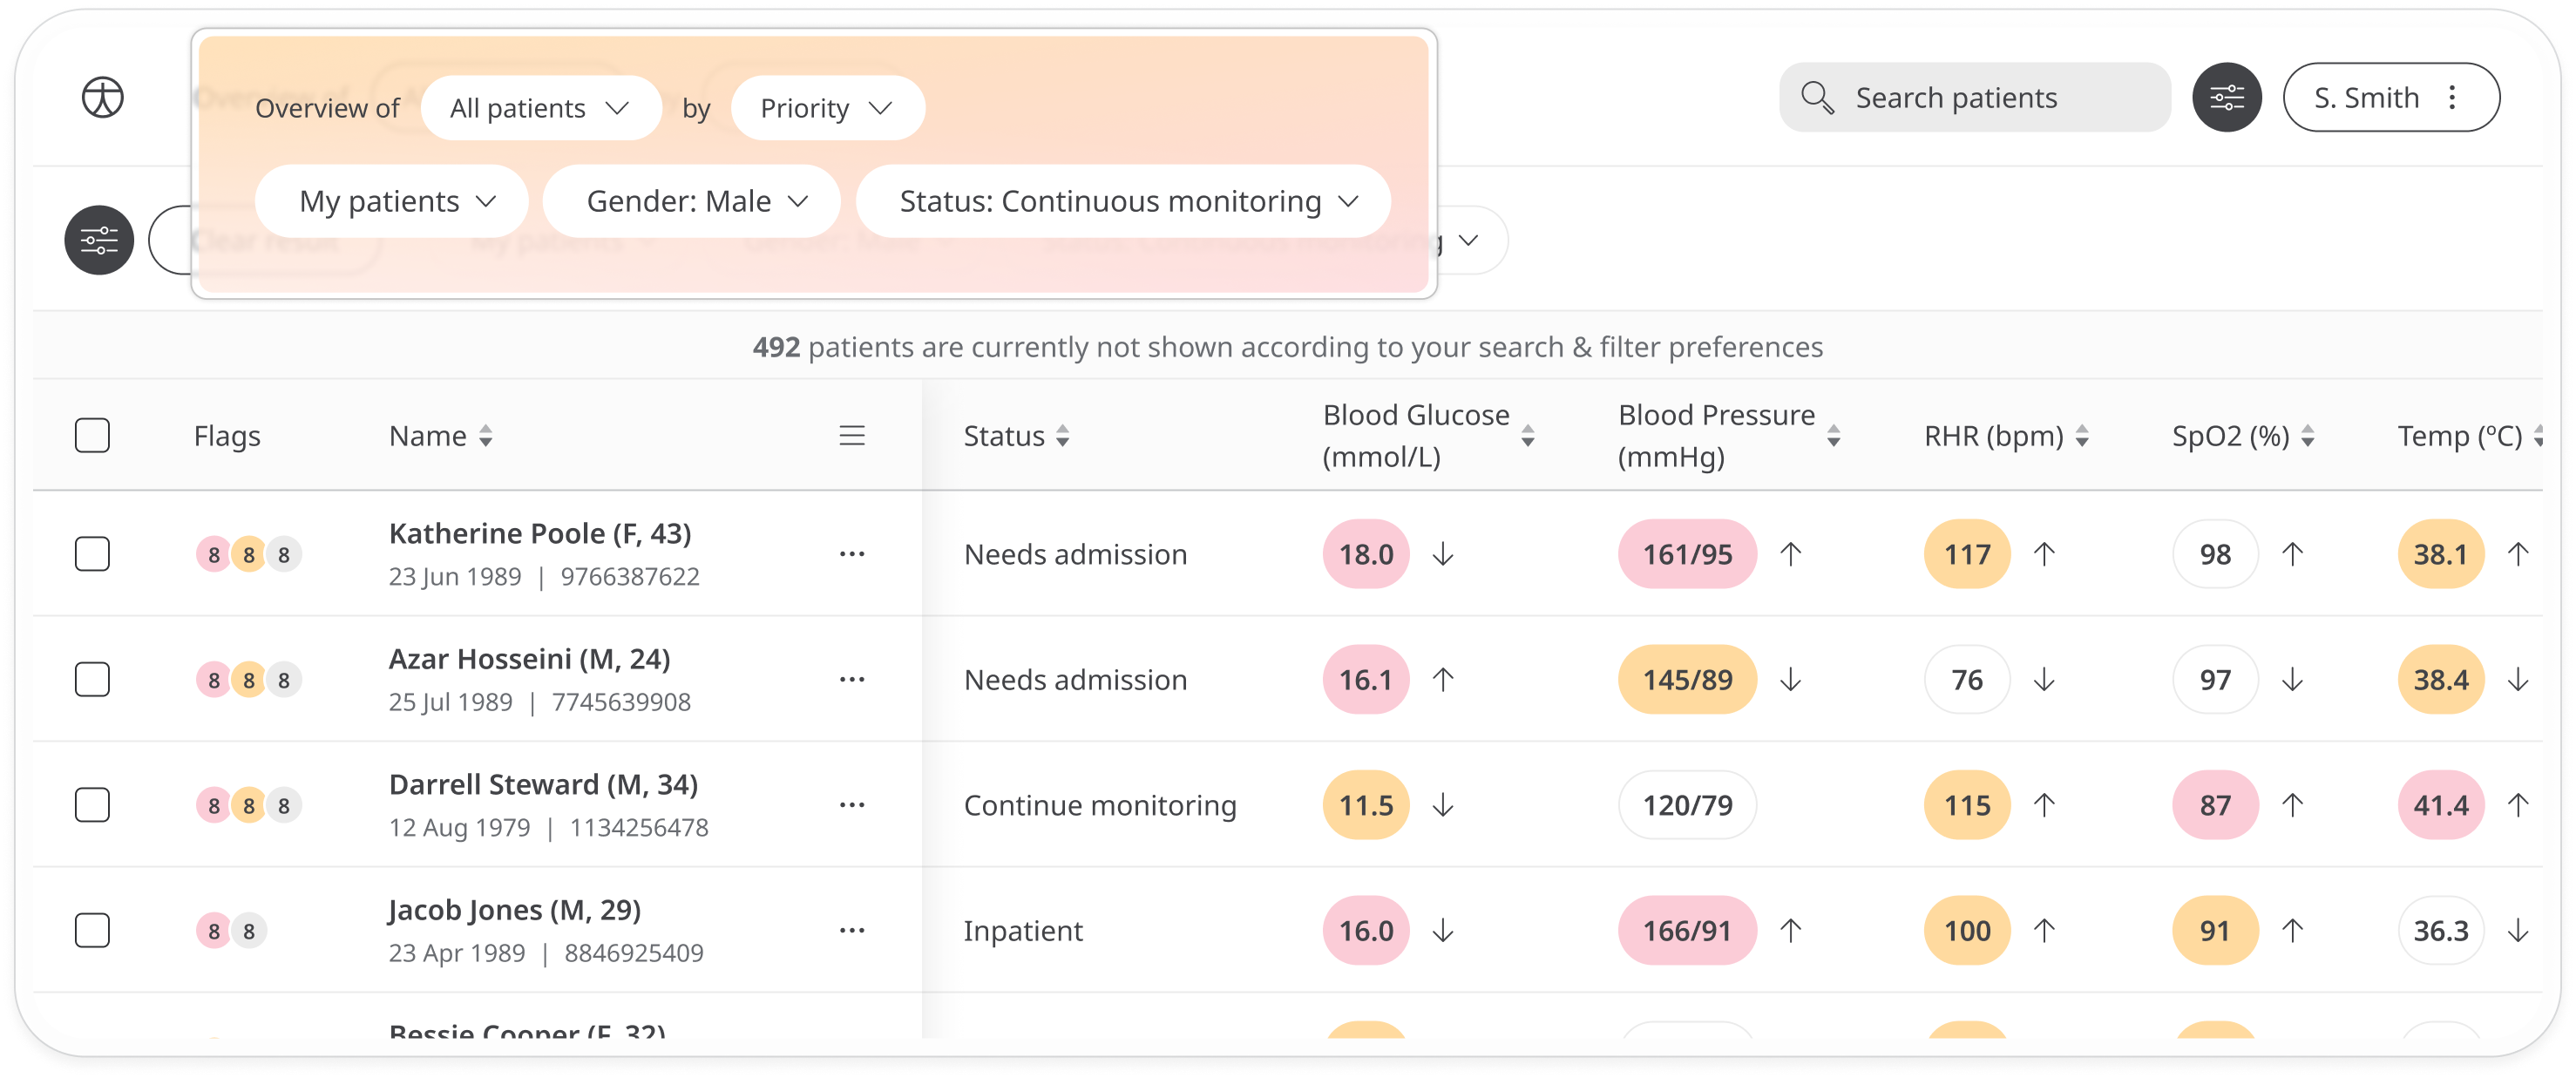 Overview of All patients by Priority
Search patients
S. Smith
My patients Gender: Male Status: Continuous monitoring
Clear result
492 patients are currently not shown according to your search & filter preferences
Flags Name Status Blood Glucose (mmol/L) Blood Pressure (mmHg) RHR (bpm) SpO2 (%) Temp (ºC)
8 8 8 Katherine Poole (F, 43) Needs admission 18.0 161/95 117 98 38.1
23 Jun 1989 | 9766387622
8 8 8 Azar Hosseini (M, 24) Needs admission 16.1 145/89 76 97 38.4
25 Jul 1989 | 7745639908
8 8 8 Darrell Steward (M, 34) Continue monitoring 11.5 120/79 115 87 41.4
12 Aug 1979 | 1134256478
8 8 Jacob Jones (M, 29) Inpatient 16.0 166/91 100 91 36.3
23 Apr 1989 | 8846925409
Bessie Cooper (F, 32)